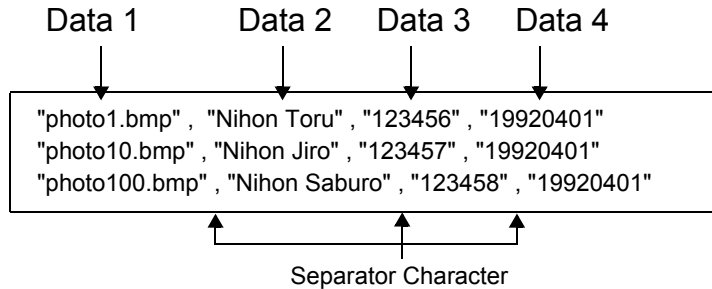 Data 1 Data 2 Data 3 Data 4
"photo1.bmp" , "Nihon Toru" , "123456" , "19920401"
"photo10.bmp" , "Nihon Jiro" , "123457" , "19920401"
"photo100.bmp" , "Nihon Saburo" , "123458" , "19920401"
Separator Character